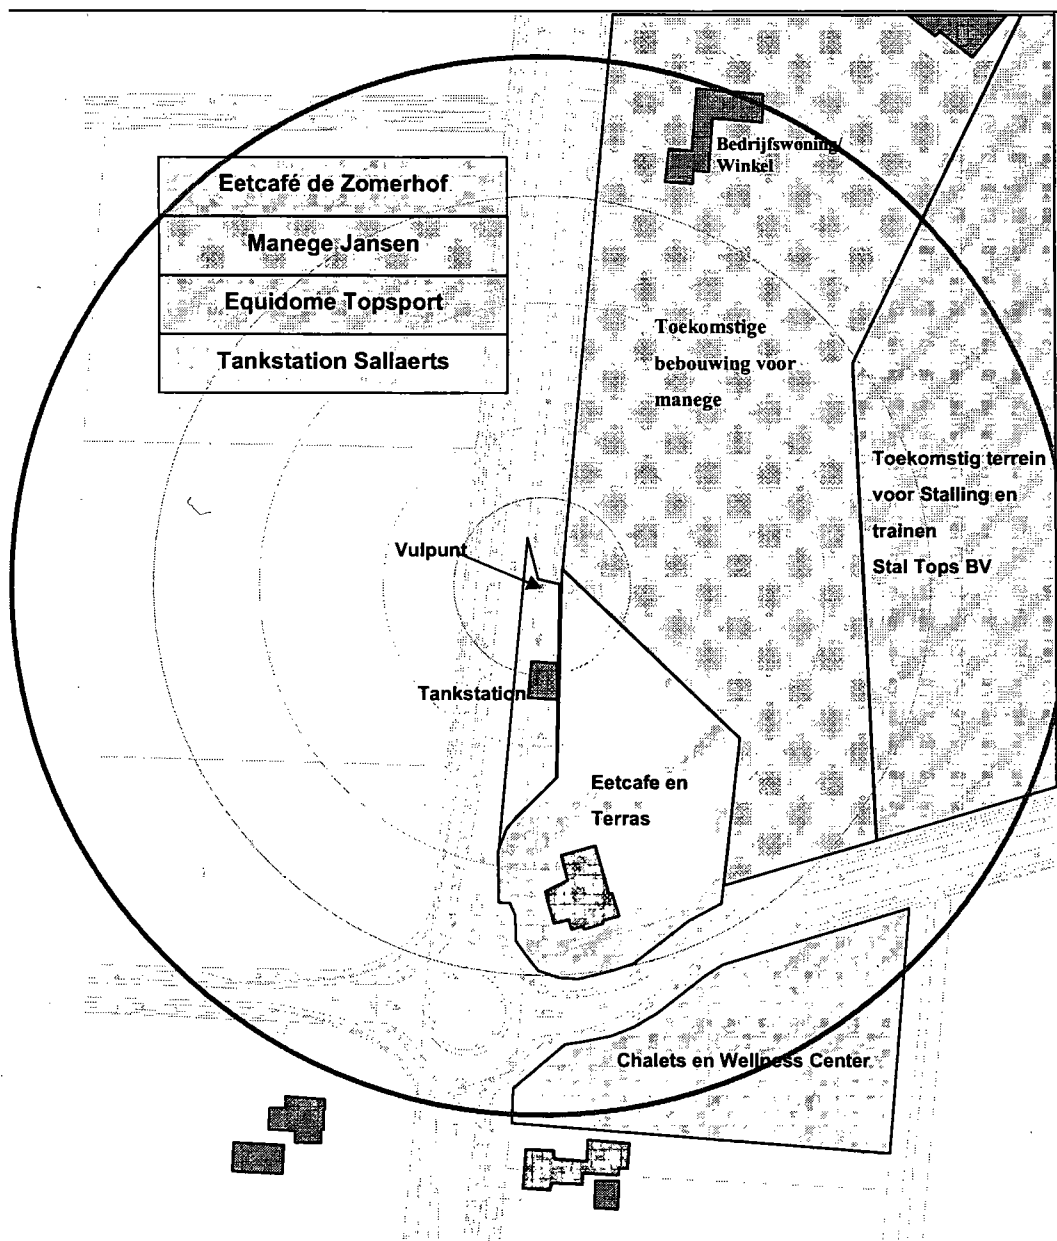 Eetcafé de Zomerhof
Manege Jansen
Equidome Topsport
Tankstation Sallaerts
Bedrijfswoning/
Winkel
Toekomstige
bebouwing voor
manege
Toekomstig terrein
voor Stalling en
trainen
Stal Tops BV
Vulpunt
Tankstation
Eetcafe en
Terras
Chalets en Wellness Center